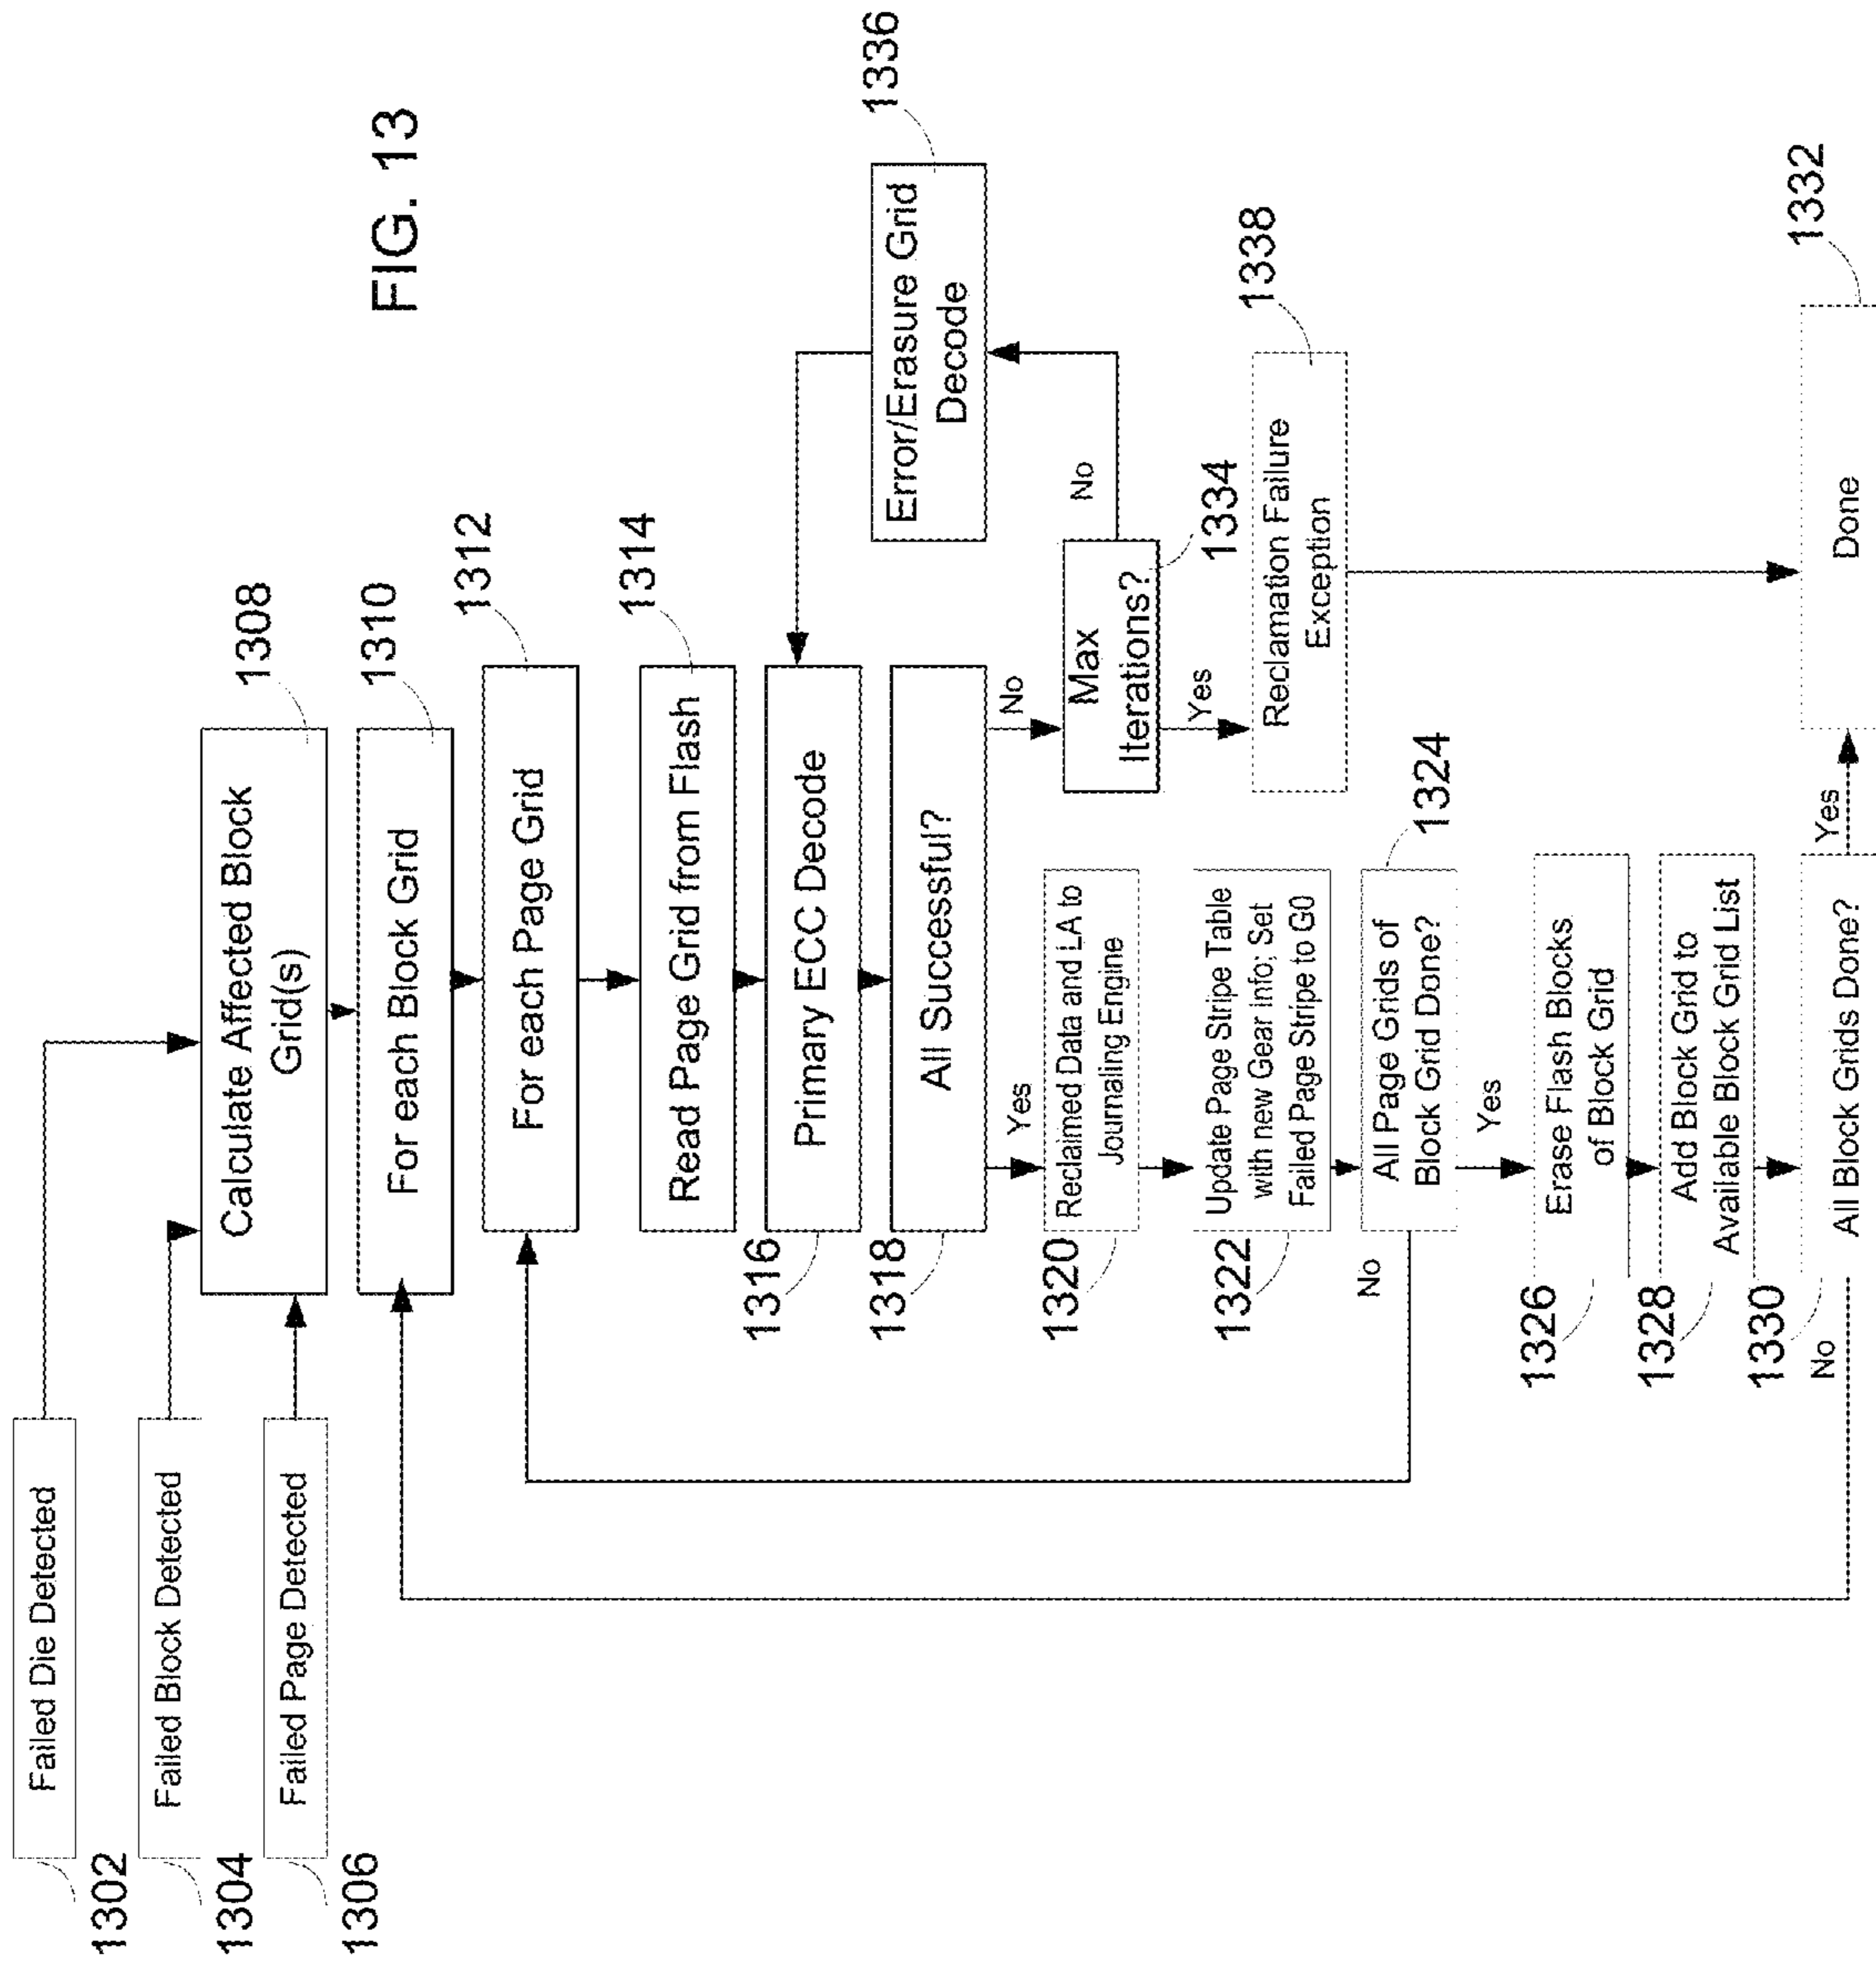 FIG. 13
Failed Die Detected
1302
Failed Block Detected
1304
Failed Page Detected
1306
Calculate Affected Block
Grid(s)
1308
For each Block Grid
1310
For each Page Grid
1312
Read Page Grid from Flash
1314
Primary ECC Decode
1316
All Successful?
1318
Yes
No
Reclaimed Data and LA to
Journaling Engine
1320
Update Page Stripe Table
with new Gear Info; Set
Failed Page Stripe to G0
1322
All Page Grids of
Block Grid Done?
1324
No
Yes
Erase Flash Blocks
of Block Grid
1326
Add Block Grid to
Available Block Grid List
1328
All Block Grids Done?
1330
No
Yes
Done
1332
Max
Iterations?
1334
No
Yes
Error/Erasure Grid
Decode
1336
Reclamation Failure
Exception
1338